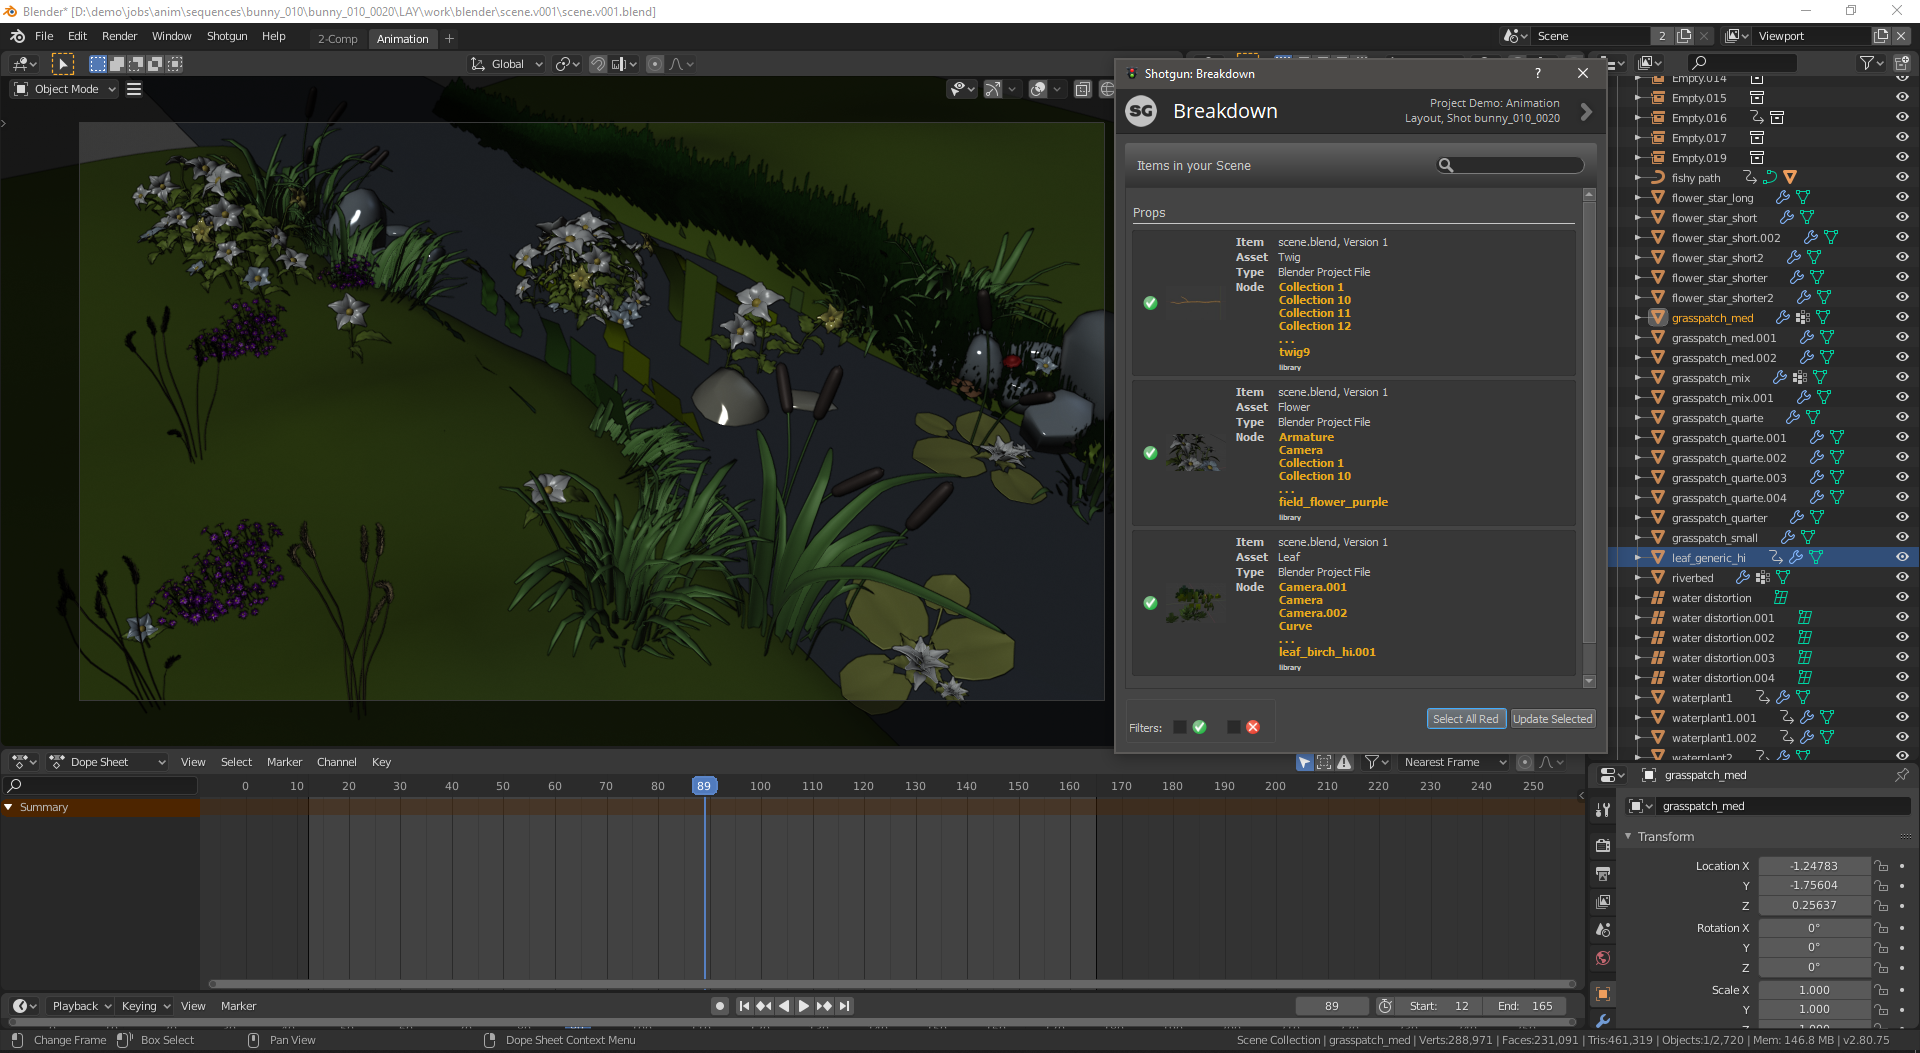 Blender* [D:\demo\jobs\anim\sequences\bunny_010\bunny_010_0020\LAY\work\blender\scene.v001\scene.v001.blend]
File Edit Render Window Shotgun Help 2-Comp Animation +
Scene 2 Viewport
Global
Object Mode
Shotgun: Breakdown ?
SG Breakdown
Project Demo: Animation
Layout, Shot bunny_010_0020
Items in your Scene
Props
Item scene.blend, Version 1
Asset Twig
Type Blender Project File
Node Collection 1
Collection 10
Collection 11
Collection 12
...
twig9
library
Item scene.blend, Version 1
Asset Flower
Type Blender Project File
Node Armature
Camera
Collection 1
Collection 10
...
field_flower_purple
library
Item scene.blend, Version 1
Asset Leaf
Type Blender Project File
Node Camera.001
Camera
Camera.002
Curve
...
leaf_birch_hi.001
library
Filters:
Select All Red Update Selected
Empty.014
Empty.015
Empty.016
Empty.017
Empty.019
fishy path
flower_star_long
flower_star_short
flower_star_short.002
flower_star_short2
flower_star_shorter
flower_star_shorter2
grasspatch_med
grasspatch_med.001
grasspatch_med.002
grasspatch_mix
grasspatch_mix.001
grasspatch_quarte
grasspatch_quarte.001
grasspatch_quarte.002
grasspatch_quarte.003
grasspatch_quarte.004
grasspatch_quarter
grasspatch_small
leaf_generic_hi
riverbed
water distortion
water distortion.001
water distortion.002
water distortion.003
water distortion.004
waterplant1
waterplant1.001
waterplant1.002
waterplant2
Dope Sheet View Select Marker Channel Key
Nearest Frame
0 10 20 30 40 50 60 70 80 89 100 110 120 130 140 150 160 170 180 190 200 210 220 230 240 250
Summary
grasspatch_med
grasspatch_med
Transform
Location X -1.24783
Y -1.75604
Z 0.25637
Rotation X 0°
Y 0°
Z 0°
Scale X 1.000
Y 1.000
Playback Keying View Marker
89 Start: 12 End: 165
Change Frame Box Select Pan View Dope Sheet Context Menu
Scene Collection | grasspatch_med | Verts:288,971 | Faces:231,091 | Tris:461,319 | Objects:1/2,720 | Mem: 146.8 MB | v2.80.75